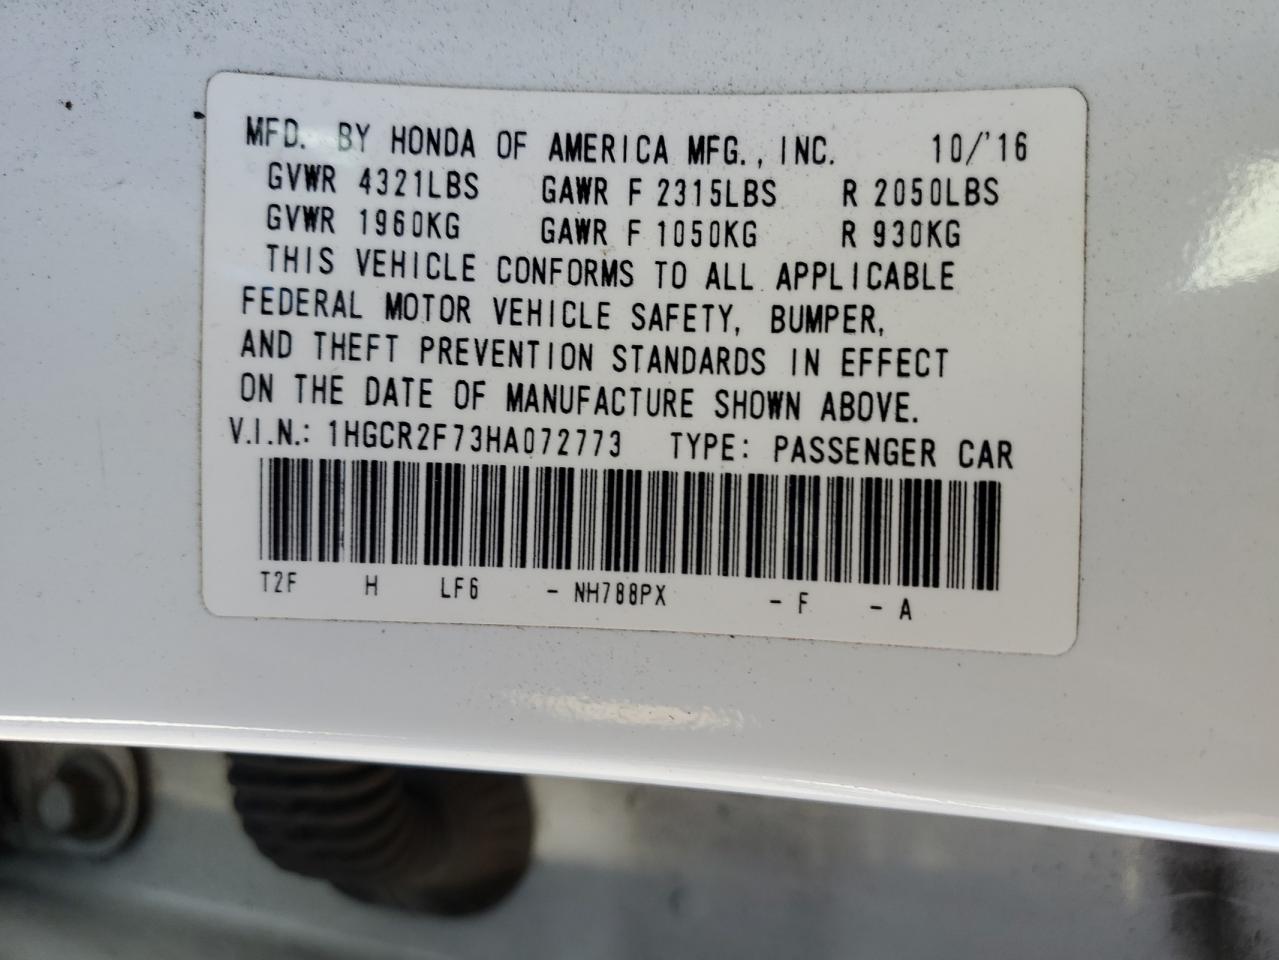 MFD. BY HONDA OF AMERICA MFG., INC. 10/'16
GVWR 4321LBS GAWR F 2315LBS R 2050LBS
GVWR 1960KG GAWR F 1050KG R 930KG
THIS VEHICLE CONFORMS TO ALL APPLICABLE
FEDERAL MOTOR VEHICLE SAFETY, BUMPER,
AND THEFT PREVENTION STANDARDS IN EFFECT
ON THE DATE OF MANUFACTURE SHOWN ABOVE.
V.I.N.: 1HGCR2F73HA072773 TYPE: PASSENGER CAR
T2F H LF6 - NH788PX - F - A